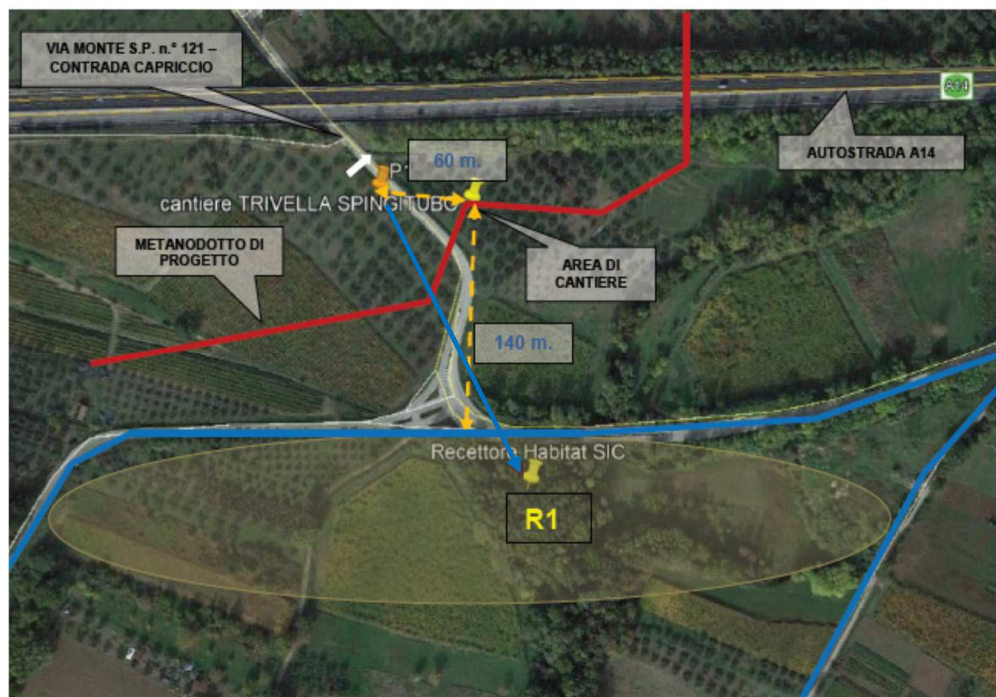 VIA MONTE S.P. n.° 121 –
CONTRADA CAPRICCIO
A14
AUTOSTRADA A14
60 m.
P1
cantiere TRIVELLA SPINGITUBO
METANODOTTO DI
PROGETTO
AREA DI
CANTIERE
140 m.
Recettore Habitat SIC
R1